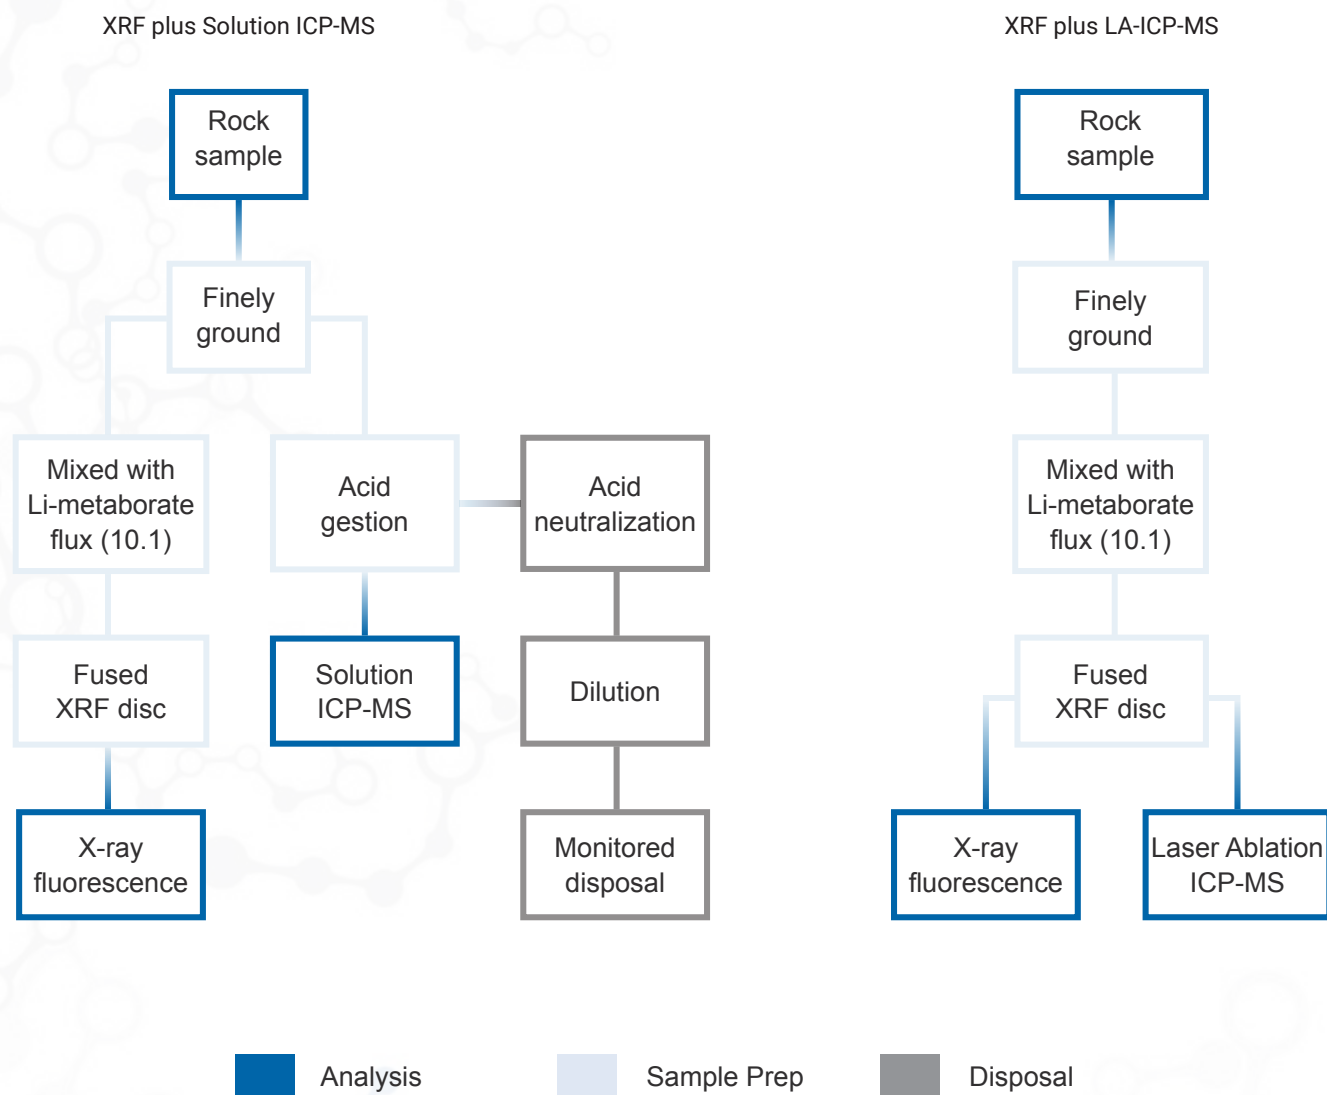 XRF plus Solution ICP-MS
Rock
sample
Finely
ground
Mixed with
Li-metaborate
flux (10.1)
Acid
gestion
Acid
neutralization
Fused
XRF disc
Solution
ICP-MS
Dilution
X-ray
fluorescence
Monitored
disposal
XRF plus LA-ICP-MS
Rock
sample
Finely
ground
Mixed with
Li-metaborate
flux (10.1)
Fused
XRF disc
X-ray
fluorescence
Laser Ablation
ICP-MS
Analysis
Sample Prep
Disposal